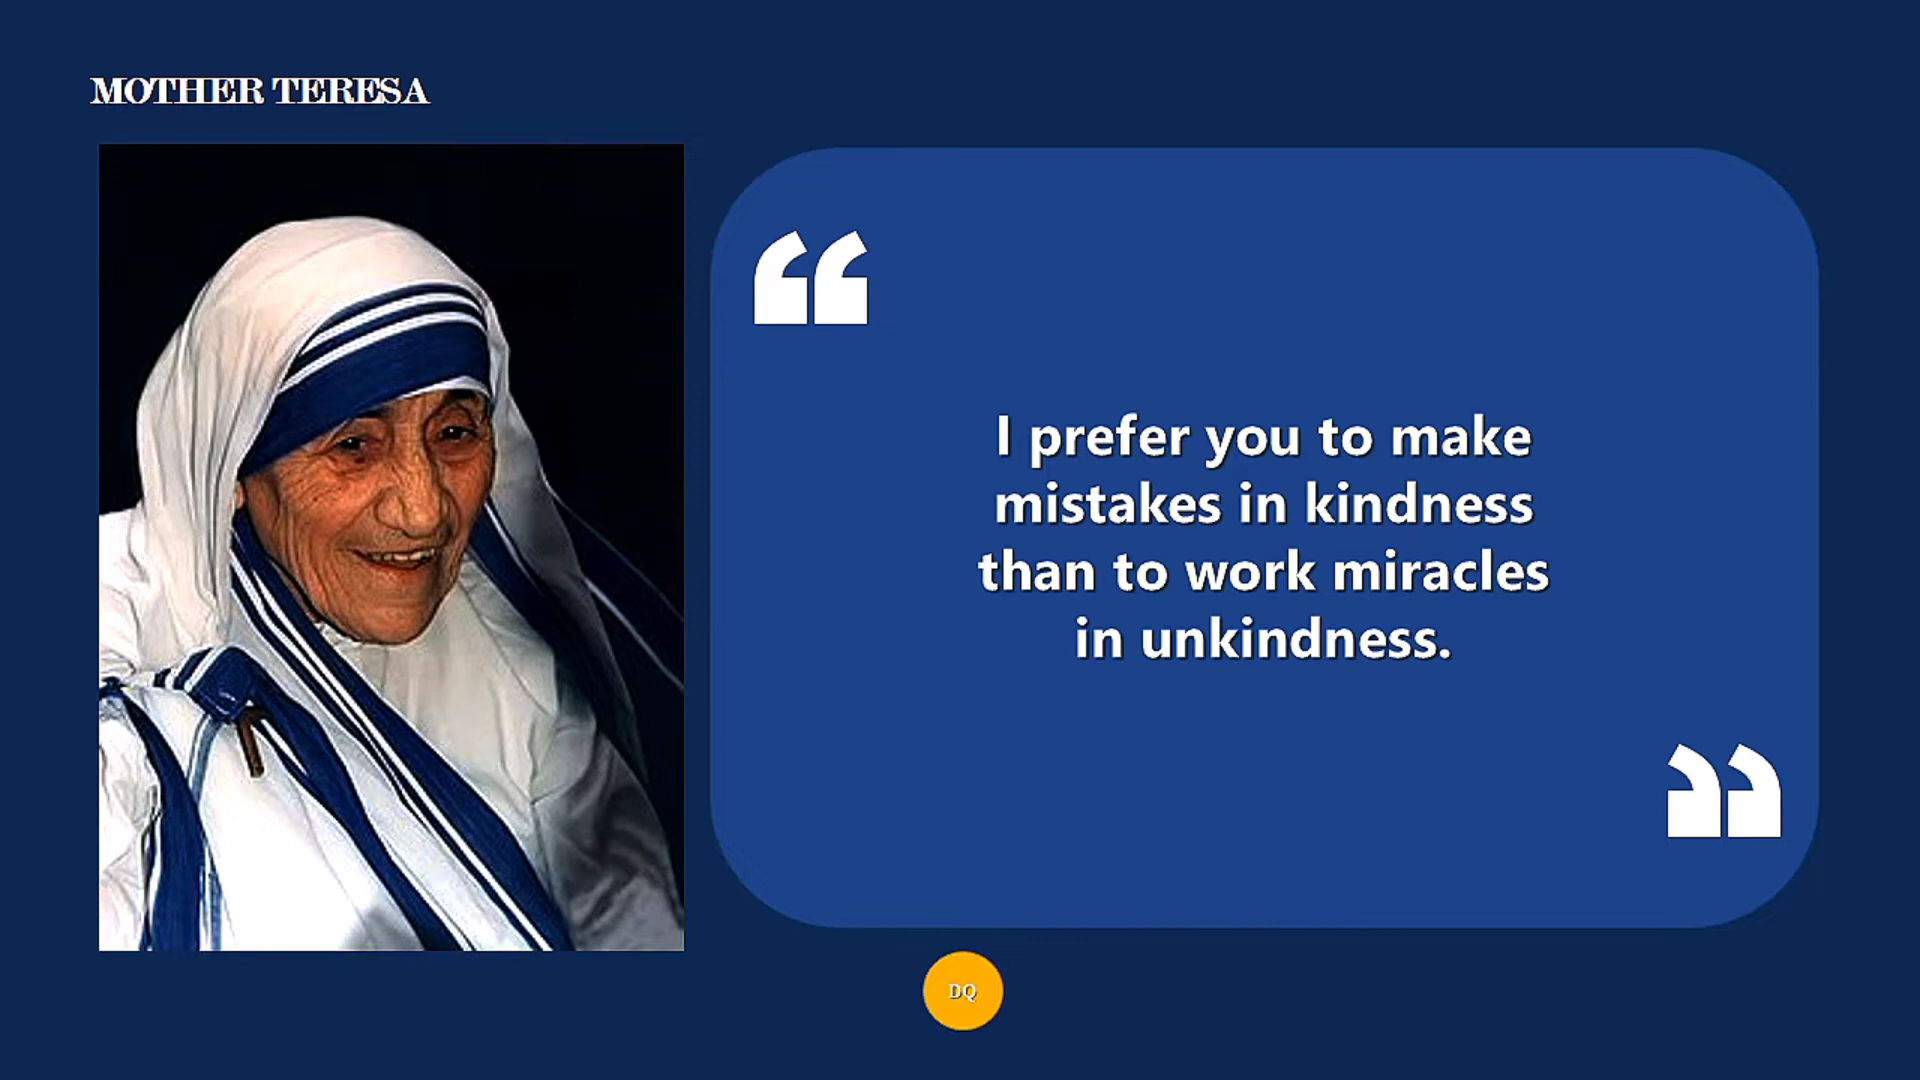 MOTHER TERESA
“
I prefer you to make
mistakes in kindness
than to work miracles
in unkindness.
”
DQ